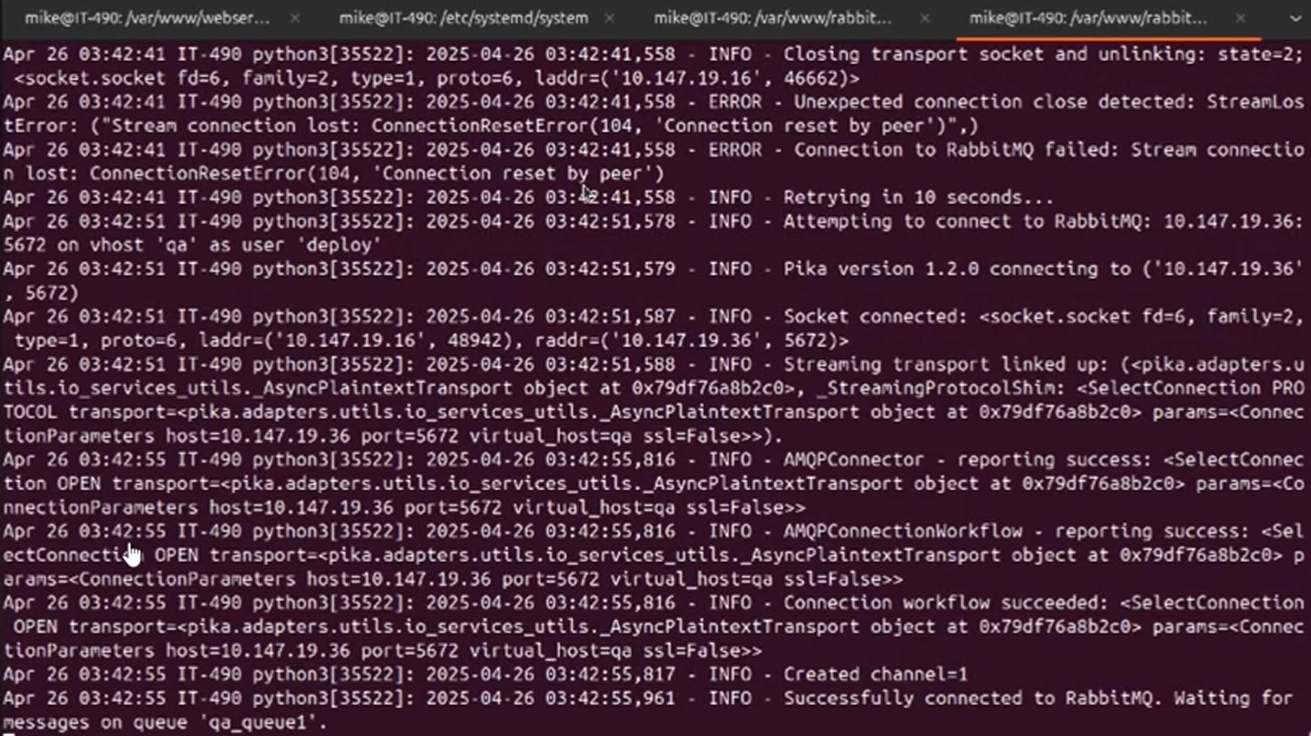 mike@IT-490: /var/www/webser...
mike@IT-490: /etc/systemd/system
mike@IT-490: /var/www/rabbit...
mike@IT-490: /var/www/rabbit...
Apr 26 03:42:41 IT-490 python3[35522]: 2025-04-26 03:42:41,558 - INFO - Closing transport socket and unlinking: state=2;
 <socket.socket fd=6, family=2, type=1, proto=6, laddr=('10.147.19.16', 46662)>
Apr 26 03:42:41 IT-490 python3[35522]: 2025-04-26 03:42:41,558 - ERROR - Unexpected connection close detected: StreamLos
tError: ("Stream connection lost: ConnectionResetError(104, 'Connection reset by peer')",)
Apr 26 03:42:41 IT-490 python3[35522]: 2025-04-26 03:42:41,558 - ERROR - Connection to RabbitMQ failed: Stream connectio
n lost: ConnectionResetError(104, 'Connection reset by peer')
Apr 26 03:42:41 IT-490 python3[35522]: 2025-04-26 03:42:41,558 - INFO - Retrying in 10 seconds...
Apr 26 03:42:51 IT-490 python3[35522]: 2025-04-26 03:42:51,578 - INFO - Attempting to connect to RabbitMQ: 10.147.19.36:
5672 on vhost 'qa' as user 'deploy'
Apr 26 03:42:51 IT-490 python3[35522]: 2025-04-26 03:42:51,579 - INFO - Pika version 1.2.0 connecting to ('10.147.19.36'
, 5672)
Apr 26 03:42:51 IT-490 python3[35522]: 2025-04-26 03:42:51,587 - INFO - Socket connected: <socket.socket fd=6, family=2,
 type=1, proto=6, laddr=('10.147.19.16', 48942), raddr=('10.147.19.36', 5672)>
Apr 26 03:42:51 IT-490 python3[35522]: 2025-04-26 03:42:51,588 - INFO - Streaming transport linked up: (<pika.adapters.u
tils.io_services_utils._AsyncPlaintextTransport object at 0x79df76a8b2c0>, _StreamingProtocolShim: <SelectConnection PRO
TOCOL transport=<pika.adapters.utils.io_services_utils._AsyncPlaintextTransport object at 0x79df76a8b2c0> params=<Connec
tionParameters host=10.147.19.36 port=5672 virtual_host=qa ssl=False>>).
Apr 26 03:42:55 IT-490 python3[35522]: 2025-04-26 03:42:55,816 - INFO - AMQPConnector - reporting success: <SelectConnec
tion OPEN transport=<pika.adapters.utils.io_services_utils._AsyncPlaintextTransport object at 0x79df76a8b2c0> params=<Co
nnectionParameters host=10.147.19.36 port=5672 virtual_host=qa ssl=False>>
Apr 26 03:42:55 IT-490 python3[35522]: 2025-04-26 03:42:55,816 - INFO - AMQPConnectionWorkflow - reporting success: <Sel
ectConnection OPEN transport=<pika.adapters.utils.io_services_utils._AsyncPlaintextTransport object at 0x79df76a8b2c0> p
arams=<ConnectionParameters host=10.147.19.36 port=5672 virtual_host=qa ssl=False>>
Apr 26 03:42:55 IT-490 python3[35522]: 2025-04-26 03:42:55,816 - INFO - Connection workflow succeeded: <SelectConnection
 OPEN transport=<pika.adapters.utils.io_services_utils._AsyncPlaintextTransport object at 0x79df76a8b2c0> params=<Connec
tionParameters host=10.147.19.36 port=5672 virtual_host=qa ssl=False>>
Apr 26 03:42:55 IT-490 python3[35522]: 2025-04-26 03:42:55,817 - INFO - Created channel=1
Apr 26 03:42:55 IT-490 python3[35522]: 2025-04-26 03:42:55,961 - INFO - Successfully connected to RabbitMQ. Waiting for
messages on queue 'qa_queue1'.